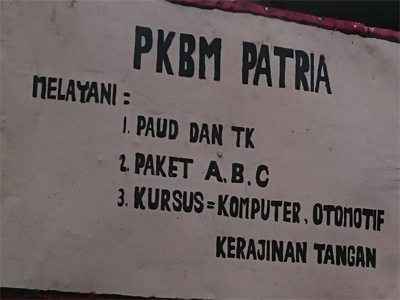 PKBM PATRIA
MELAYANI :
1. PAUD DAN TK
2. PAKET A.B.C
3. KURSUS = KOMPUTER, OTOMOTIF
KERAJINAN TANGAN